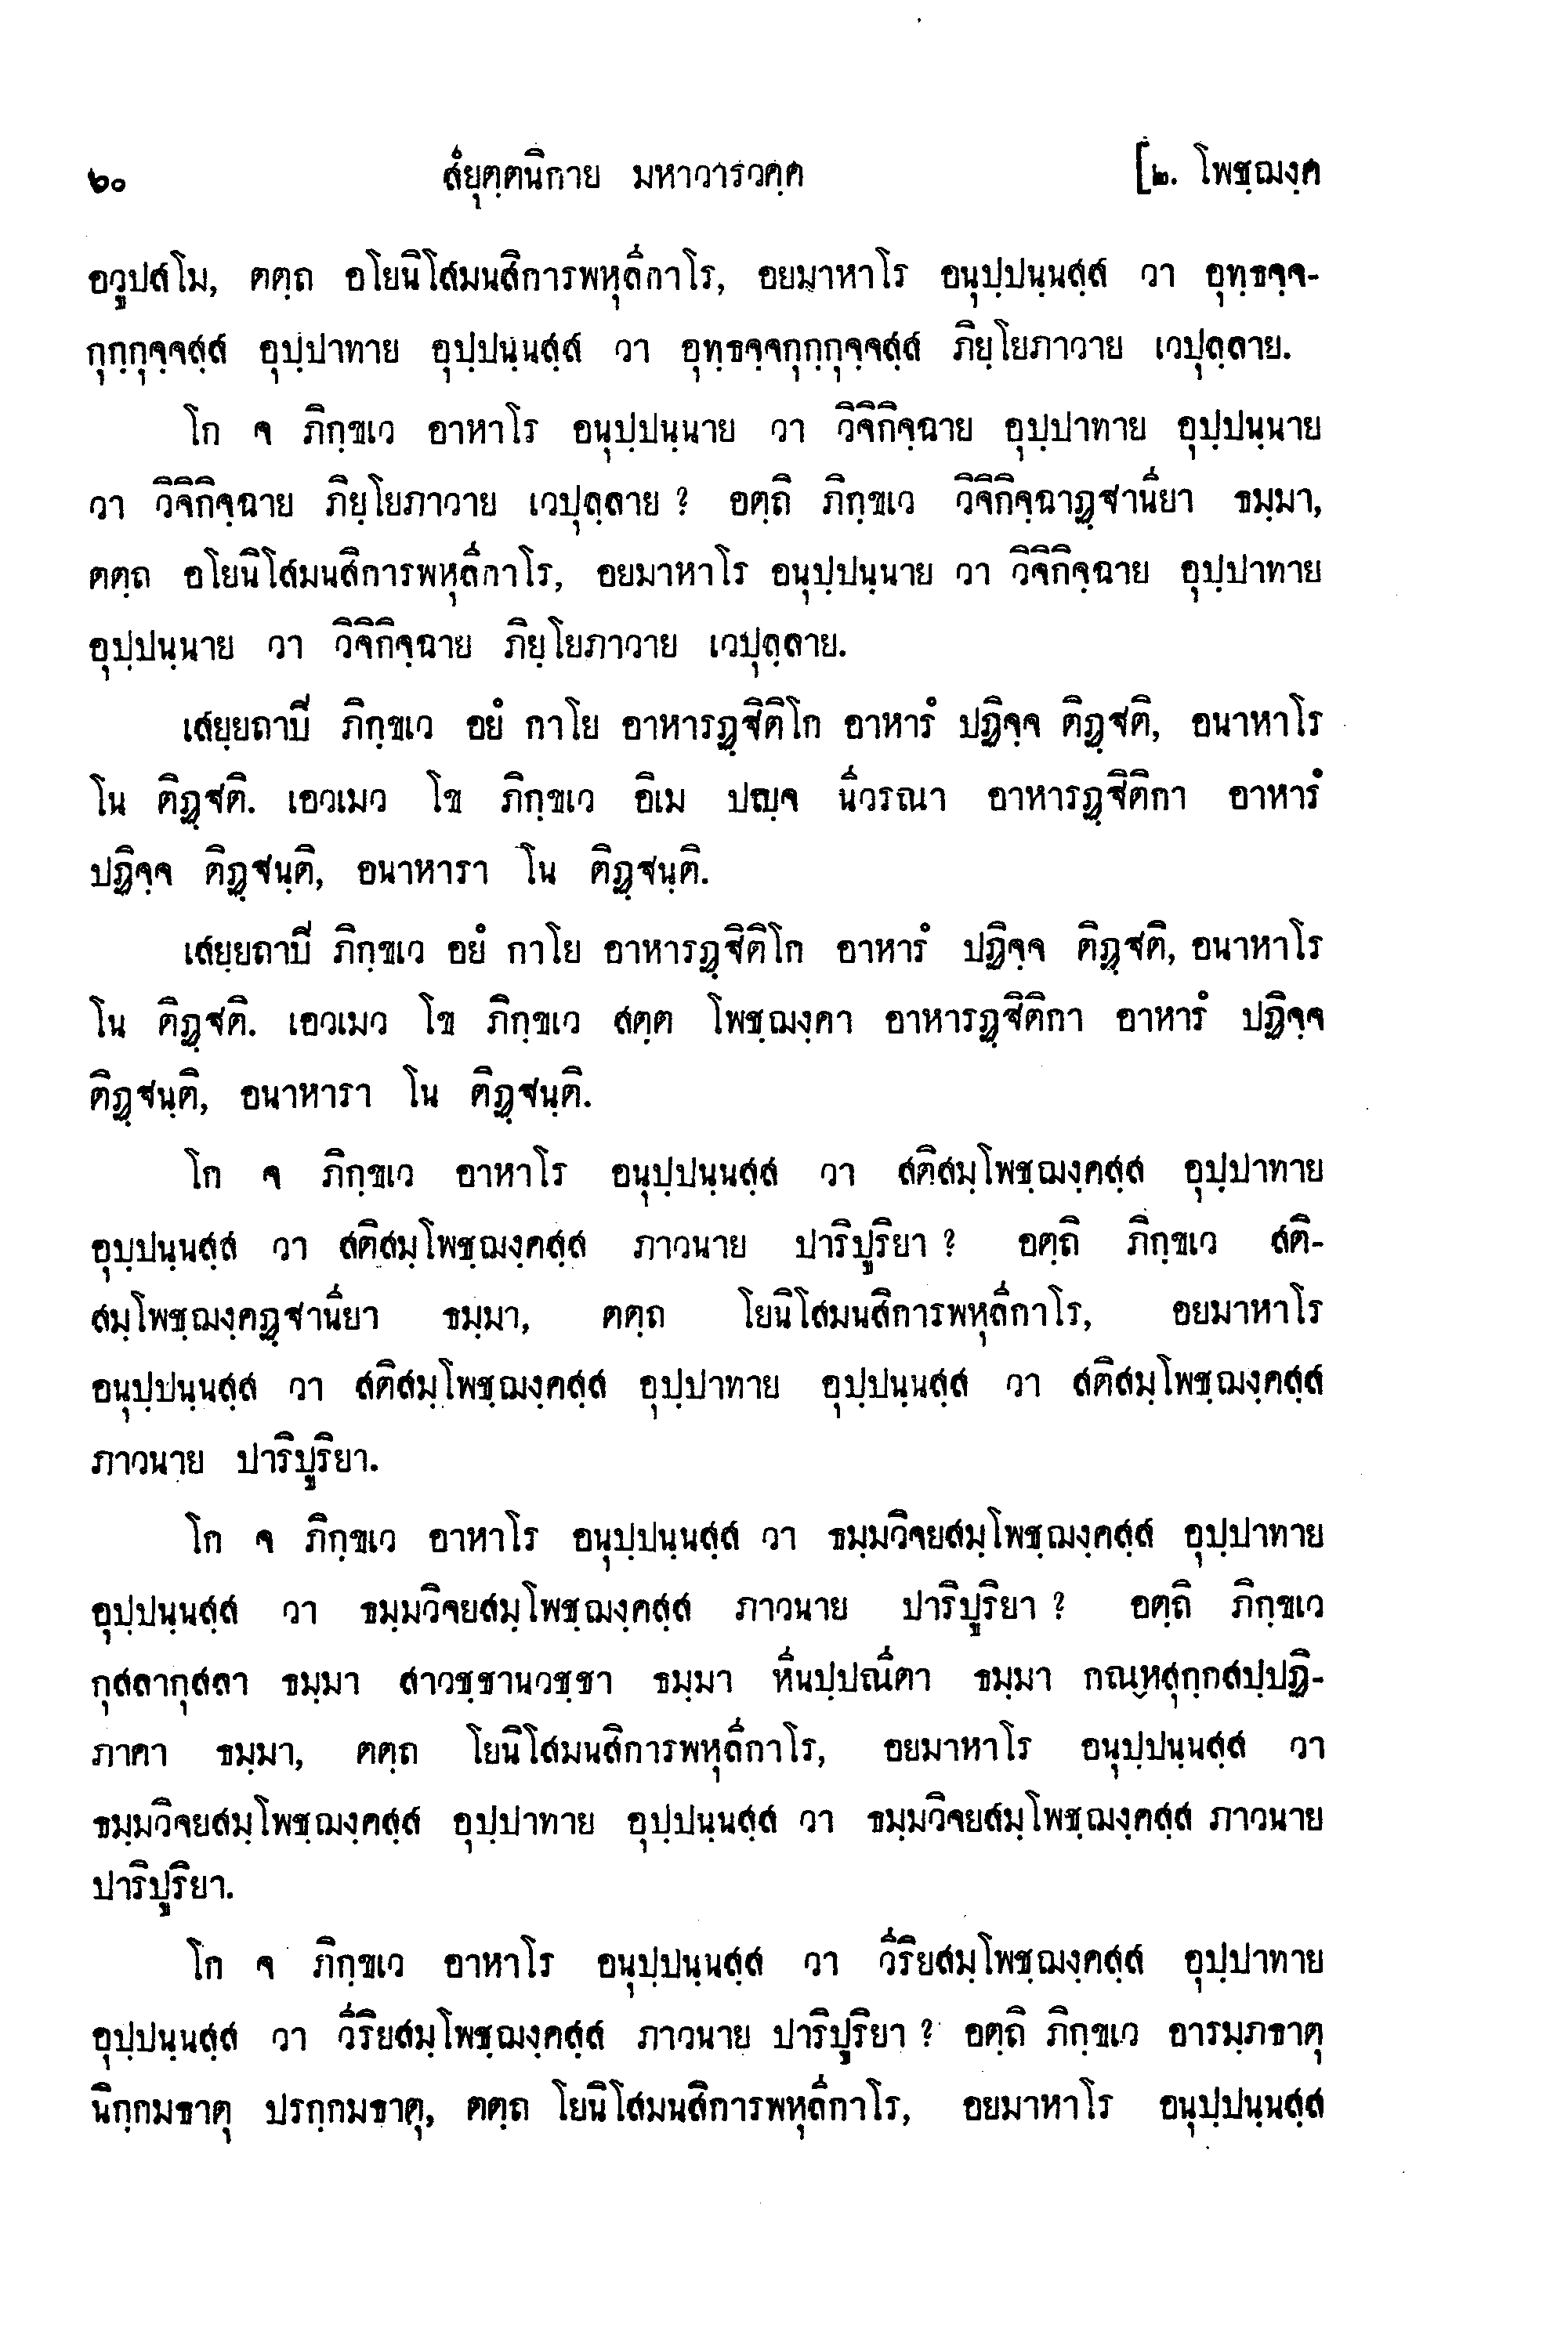 ๖๐ สํยุตฺตนิกาย มหาวารวคฺค [๒. โพชฺฌงฺค
อวูปสโม, ตตฺถ อโยนิโสมนสิการพหุลีกาโร, อยมาหาโร อนุปฺปนฺนสฺส วา อุทฺธจฺจ-
กุกฺกุจฺจสฺส อุปฺปาทาย อุปฺปนฺนสฺส วา อุทฺธจฺจกุกฺกุจฺจสฺส ภิยฺโยภาวาย เวปุลฺลาย.
โก จ ภิกฺขเว อาหาโร อนุปฺปนฺนาย วา วิจิกิจฺฉาย อุปฺปาทาย อุปฺปนฺนาย
วา วิจิกิจฺฉาย ภิยฺโยภาวาย เวปุลฺลาย ? อตฺถิ ภิกฺขเว วิจิกิจฺฉาฏฺฐานียา ธมฺมา,
ตตฺถ อโยนิโสมนสิการพหุลีกาโร, อยมาหาโร อนุปฺปนฺนาย วา วิจิกิจฺฉาย อุปฺปาทาย
อุปฺปนฺนาย วา วิจิกิจฺฉาย ภิยฺโยภาวาย เวปุลฺลาย.
เสยฺยถาปิ ภิกฺขเว อยํ กาโย อาหารฏฺฐิติโก อาหารํ ปฏิจฺจ ติฏฺฐติ, อนาหาโร
โน ติฏฺฐติ. เอวเมว โข ภิกฺขเว อิเม ปญฺจ นีวรณา อาหารฏฺฐิติกา อาหารํ
ปฏิจฺจ ติฏฺฐนฺติ, อนาหารา โน ติฏฺฐนฺติ.
เสยฺยถาปิ ภิกฺขเว อยํ กาโย อาหารฏฺฐิติโก อาหารํ ปฏิจฺจ ติฏฺฐติ, อนาหาโร
โน ติฏฺฐติ. เอวเมว โข ภิกฺขเว สตฺต โพชฺฌงฺคา อาหารฏฺฐิติกา อาหารํ ปฏิจฺจ
ติฏฺฐนฺติ, อนาหารา โน ติฏฺฐนฺติ.
โก จ ภิกฺขเว อาหาโร อนุปฺปนฺนสฺส วา สติสมฺโพชฺฌงฺคสฺส อุปฺปาทาย
อุปฺปนฺนสฺส วา สติสมฺโพชฺฌงฺคสฺส ภาวนาย ปาริปูริยา ? อตฺถิ ภิกฺขเว สติ-
สมฺโพชฺฌงฺคฏฺฐานียา ธมฺมา, ตตฺถ โยนิโสมนสิการพหุลีกาโร, อยมาหาโร
อนุปฺปนฺนสฺส วา สติสมฺโพชฺฌงฺคสฺส อุปฺปาทาย อุปฺปนฺนสฺส วา สติสมฺโพชฺฌงฺคสฺส
ภาวนาย ปาริปูริยา.
โก จ ภิกฺขเว อาหาโร อนุปฺปนฺนสฺส วา ธมฺมวิจยสมฺโพชฺฌงฺคสฺส อุปฺปาทาย
อุปฺปนฺนสฺส วา ธมฺมวิจยสมฺโพชฺฌงฺคสฺส ภาวนาย ปาริปูริยา ? อตฺถิ ภิกฺขเว
กุสลากุสลา ธมฺมา สาวชฺชานวชฺชา ธมฺมา หีนปฺปณีตา ธมฺมา กณฺหสุกฺกสปฺปฏิ-
ภาคา ธมฺมา, ตตฺถ โยนิโสมนสิการพหุลีกาโร, อยมาหาโร อนุปฺปนฺนสฺส วา
ธมฺมวิจยสมฺโพชฺฌงฺคสฺส อุปฺปาทาย อุปฺปนฺนสฺส วา ธมฺมวิจยสมฺโพชฺฌงฺคสฺส ภาวนาย
ปาริปูริยา.
โก จ ภิกฺขเว อาหาโร อนุปฺปนฺนสฺส วา วีริยสมฺโพชฺฌงฺคสฺส อุปฺปาทาย
อุปฺปนฺนสฺส วา วีริยสมฺโพชฺฌงฺคสฺส ภาวนาย ปาริปูริยา ? อตฺถิ ภิกฺขเว อารมฺภธาตุ
นิกฺกมธาตุ ปรกฺกมธาตุ, ตตฺถ โยนิโสมนสิการพหุลีกาโร, อยมาหาโร อนุปฺปนฺนสฺส